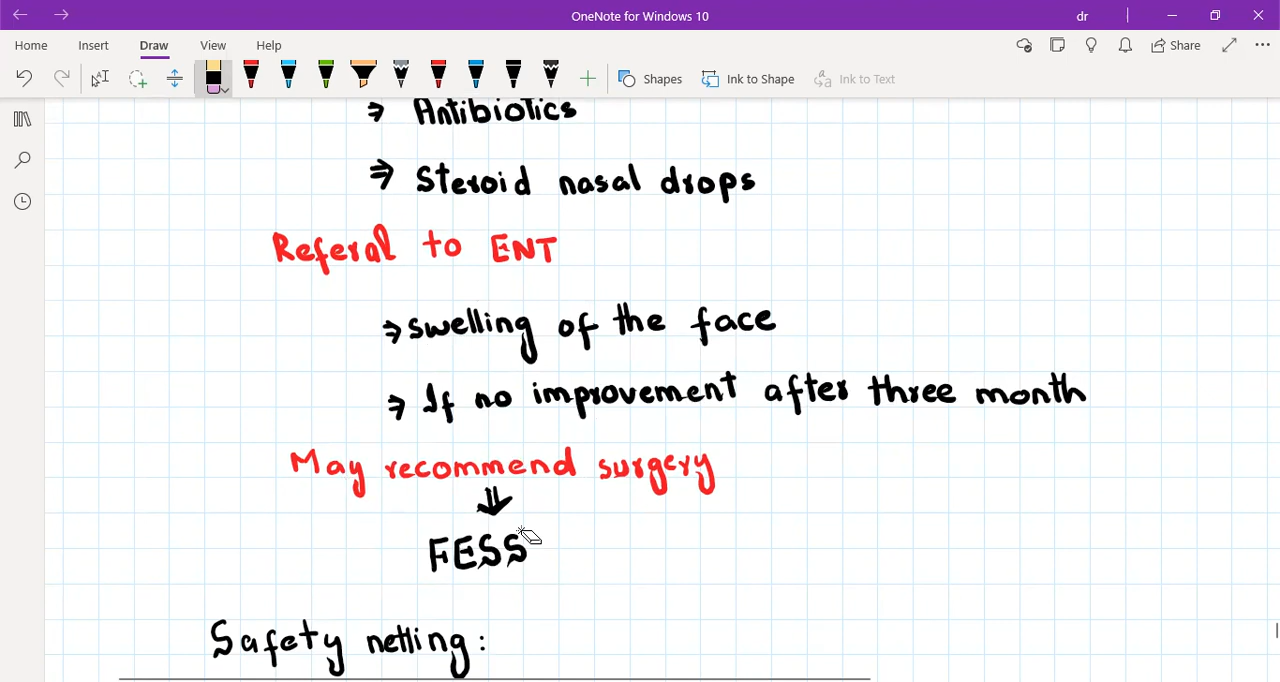 OneNote for Windows 10
dr
Home Insert Draw View Help
Share
Shapes Ink to Shape Ink to Text
⇒ Antibiotics
⇒ Steroid nasal drops
Referal to ENT
⇒ swelling of the face
⇒ If no improvement after three month
May recommend surgery
⇓
FESS
Safety netting: